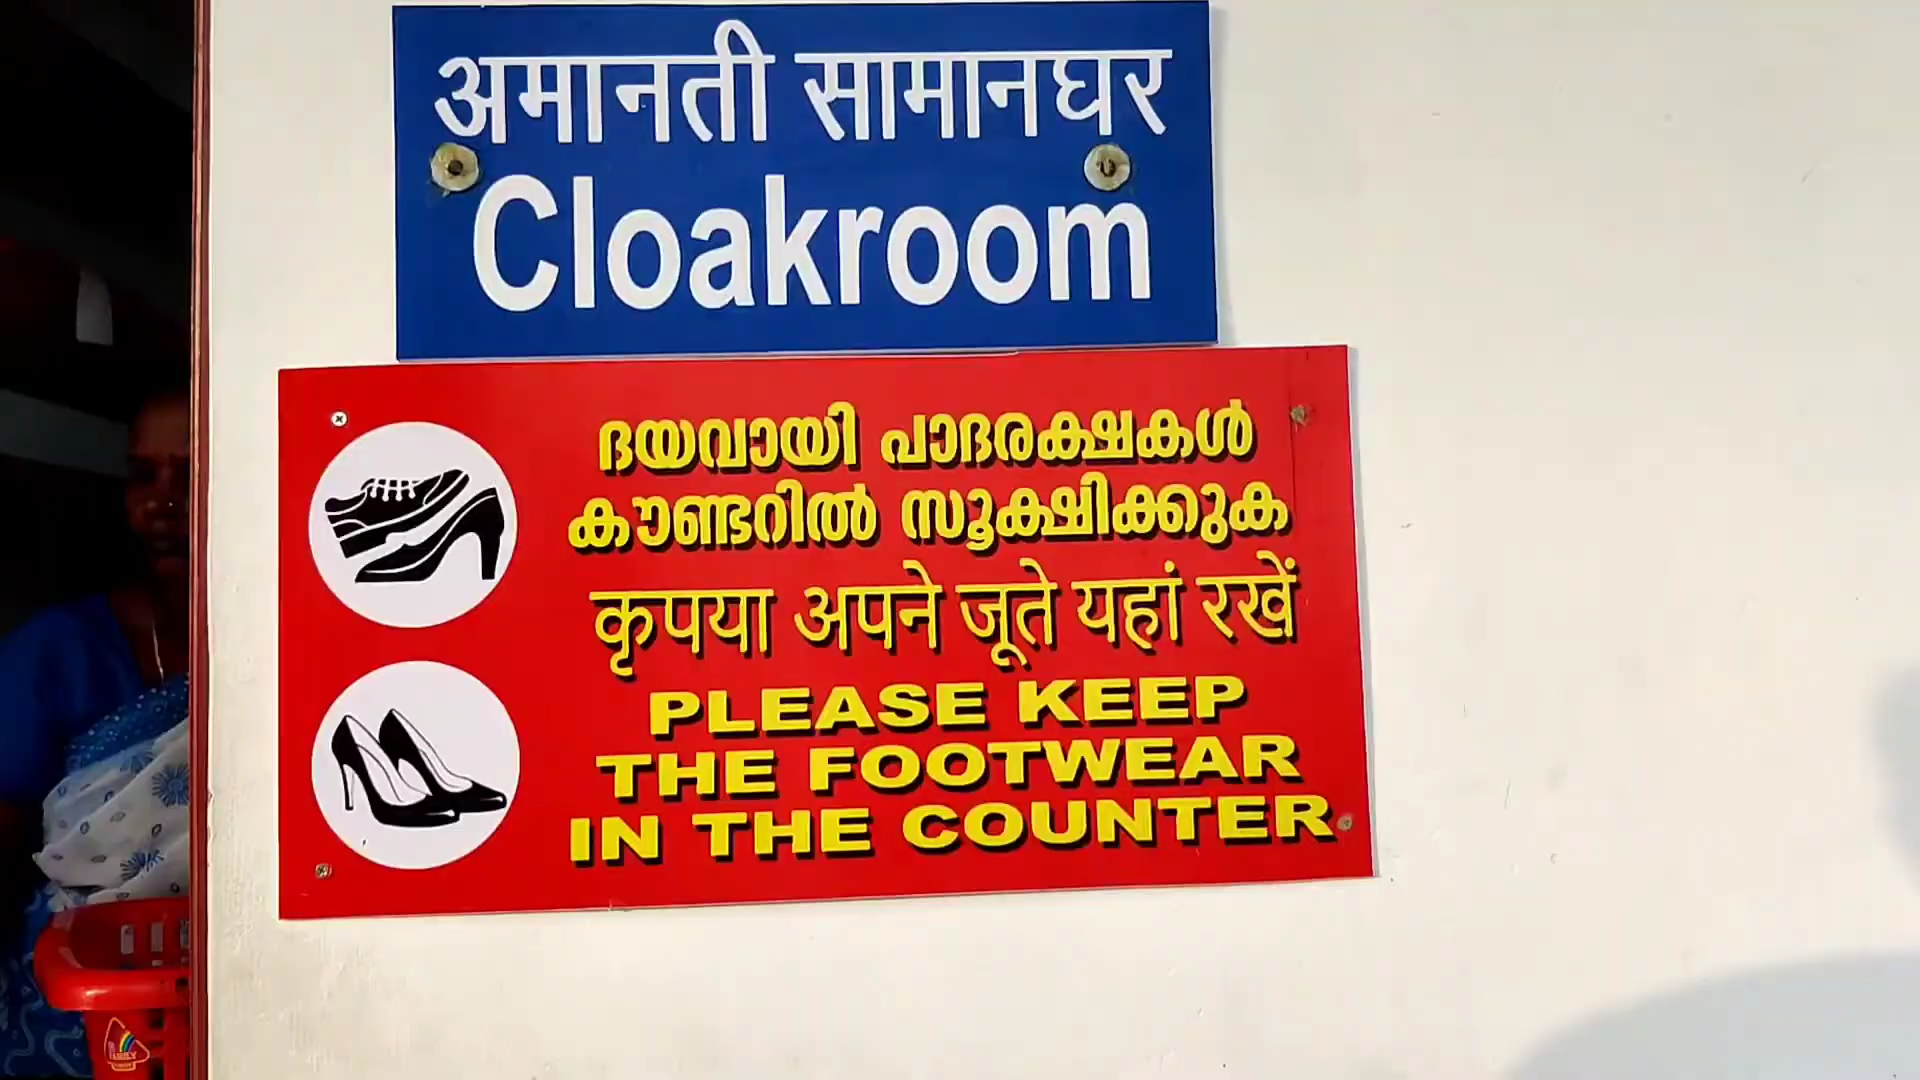 अमानती सामानघर
Cloakroom
ദയവായി പാദരക്ഷകൾ
കൗണ്ടറിൽ സൂക്ഷിക്കുക
कृपया अपने जूते यहां रखें
PLEASE KEEP
THE FOOTWEAR
IN THE COUNTER